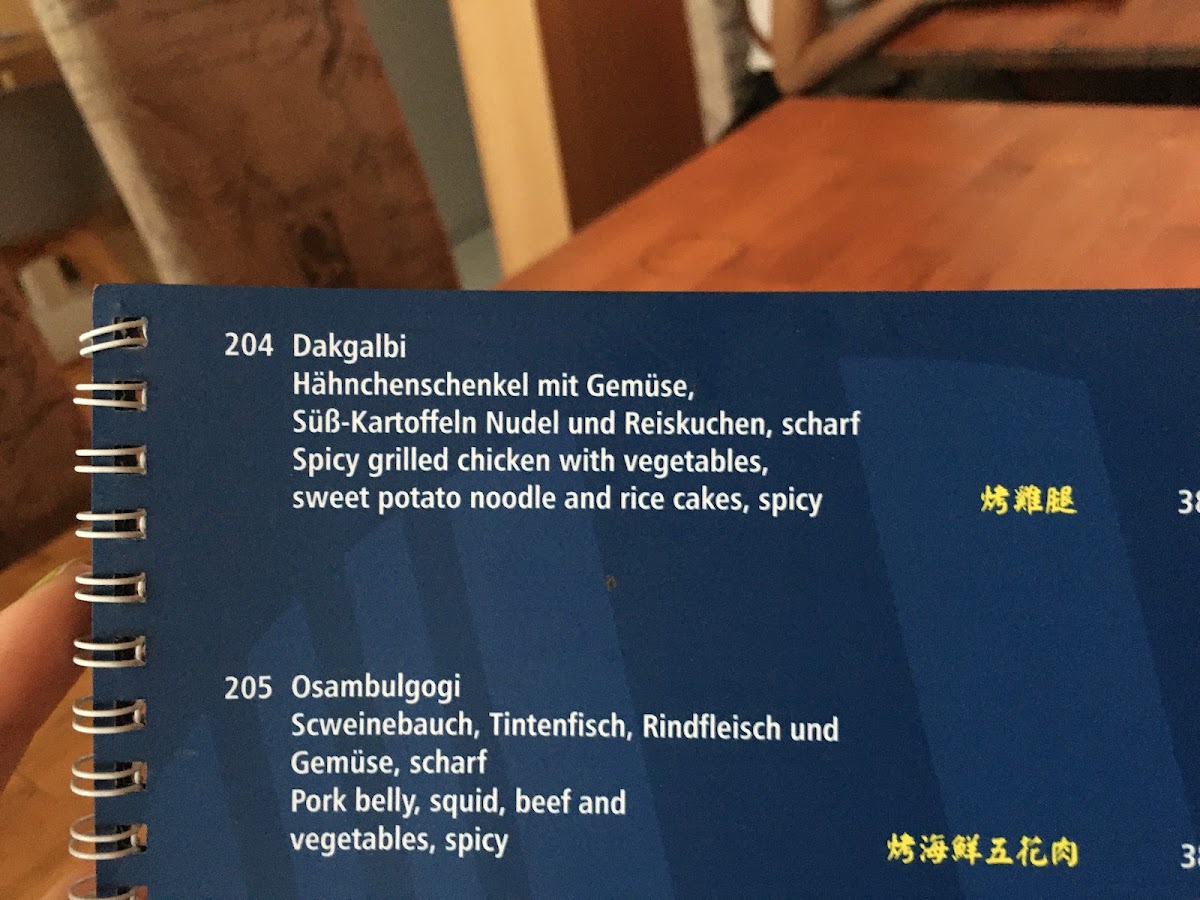 204 Dakgalbi
Hähnchenschenkel mit Gemüse,
Süß-Kartoffeln Nudel und Reiskuchen, scharf
Spicy grilled chicken with vegetables,
sweet potato noodle and rice cakes, spicy
烤雞腿
205 Osambulgogi
Scweinebauch, Tintenfisch, Rindfleisch und
Gemüse, scharf
Pork belly, squid, beef and
vegetables, spicy
烤海鮮五花肉